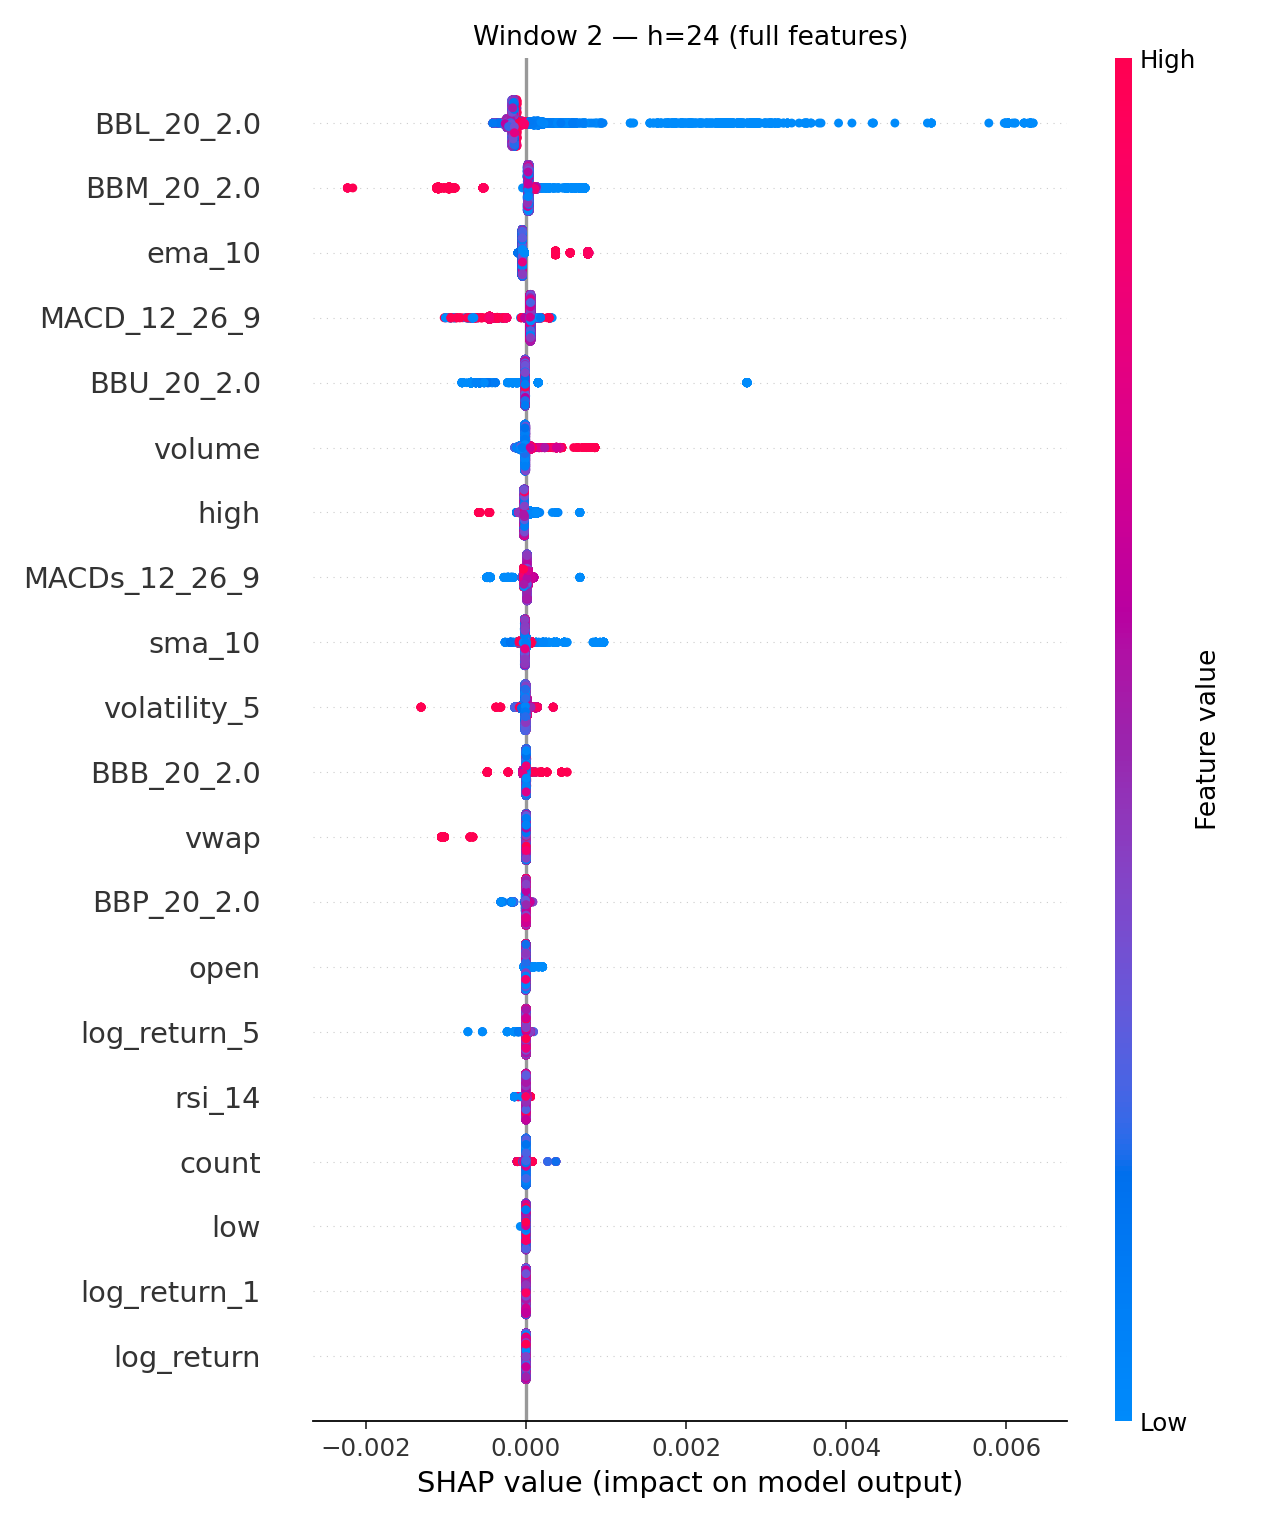 Window 2 — h=24 (full features)
High
BBL_20_2.0
BBM_20_2.0
ema_10
MACD_12_26_9
BBU_20_2.0
volume
high
MACDs_12_26_9
sma_10
volatility_5
BBB_20_2.0
vwap
BBP_20_2.0
open
log_return_5
rsi_14
count
low
log_return_1
log_return
Feature value
Low
−0.002 0.000 0.002 0.004 0.006
SHAP value (impact on model output)